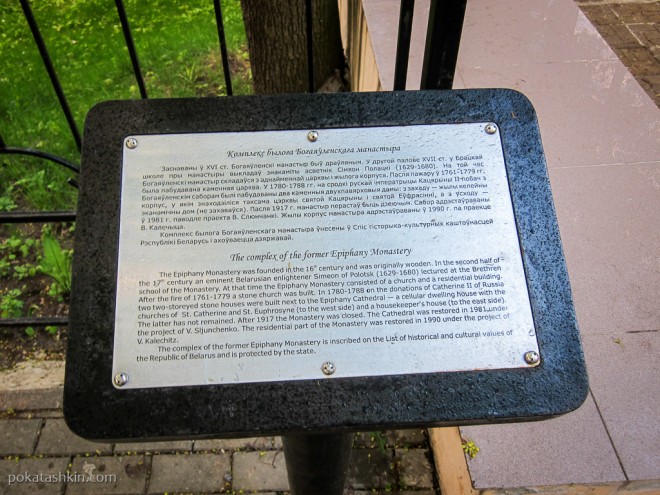 Комплекс былога Богаяўленскага манастыра
Заснаваны ў XVI ст. Богаяўленскі манастыр быў драўляным. У другой палове XVII ст. у Брацкай
школе пры манастыры выкладаў знакаміты асветнік Сімяон Полацкі (1629-1680). На той час
Богаяўленскі манастыр складаўся з аднайменнай царквы і жылога корпуса. Пасля пажару ў 1761-1779 гг.
была пабудавана каменная царква. У 1780-1788 гг. на сродкі рускай імператрыцы Кацярыны II побач з
Богаяўленскім саборам былі пабудаваны два каменныя двухпавярховыя дамы: з захаду — жылы келейны
корпус, у якім знаходзіліся таксама цэрквы святой Кацярыны і святой Еўфрасінні, а з ўсходу —
эканамічны дом (не захаваўся). Пасля 1917 г. манастыр перастаў быць дзеючым. Сабор адрэстаўраваны
ў 1981 г. паводле праекта В. Слюнчанкі. Жылы корпус манастыра адрэстаўраваны ў 1990 г. па праекце
В. Калечыца.
Комплекс былога Богаяўленскага манастыра ўнесены ў Спіс гісторыка-культурных каштоўнасцей
Рэспублікі Беларусь і ахоўваецца дзяржавай.
The complex of the former Epiphany Monastery
The Epiphany Monastery was founded in the 16th century and was originally wooden. In the second half of
the 17th century an eminent Belarusian enlightener Simeon of Polotsk (1629-1680) lectured at the Brethren
school of the Monastery. At that time the Epiphany Monastery consisted of a church and a residential building.
After the fire of 1761-1779 a stone church was built. In 1780-1788 on the donations of Catherine II of Russia
two two-storeyed stone houses were built next to the Epiphany Cathedral — a cellular dwelling house with the
churches of St. Catherine and St. Euphrosyne (to the west side) and a housekeeper's house (to the east side).
The latter has not remained. After 1917 the Monastery was closed. The Cathedral was restored in 1981 under
the project of V. Sljunchenko. The residential part of the Monastery was restored in 1990 under the project of
V. Kalechitz.
The complex of the former Epiphany Monastery is inscribed on the List of historical and cultural values of
the Republic of Belarus and is protected by the state.
pokatashkin.com